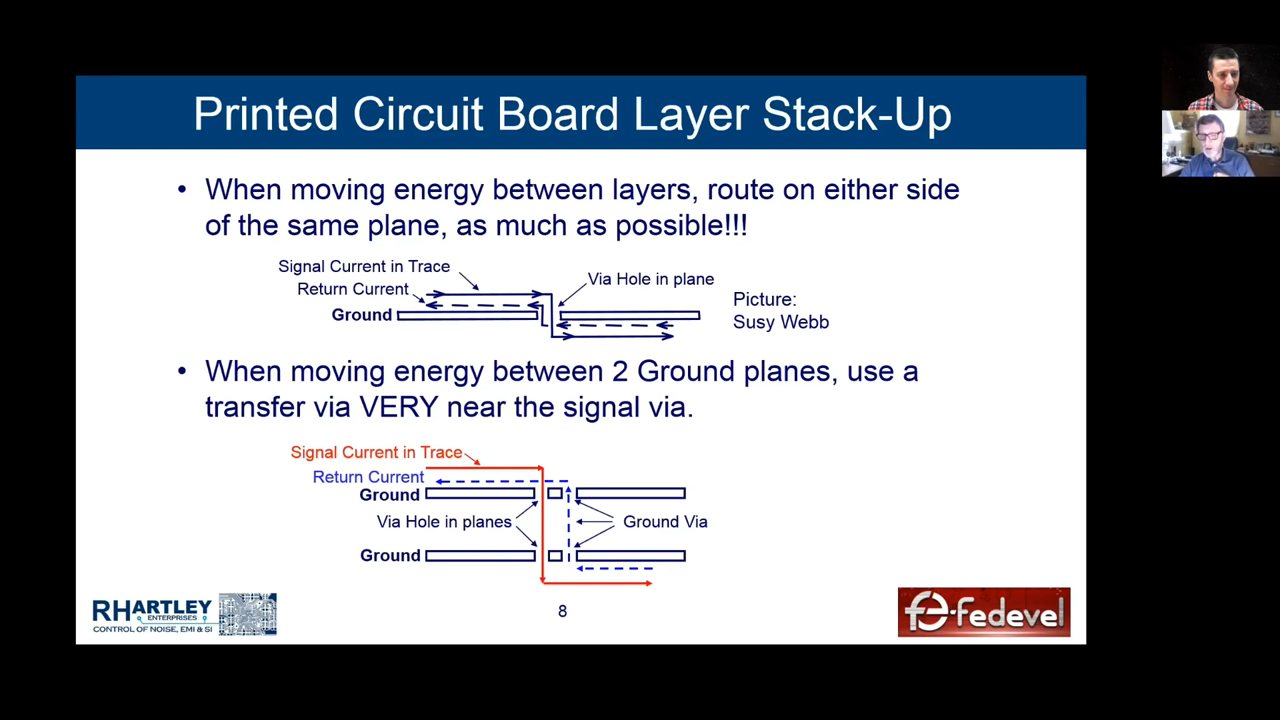 Printed Circuit Board Layer Stack-Up
• When moving energy between layers, route on either side
of the same plane, as much as possible!!!
Signal Current in Trace
Return Current
Via Hole in plane
Ground
Picture:
Susy Webb
• When moving energy between 2 Ground planes, use a
transfer via VERY near the signal via.
Signal Current in Trace
Return Current
Ground
Via Hole in planes
Ground Via
Ground
RHARTLEY
ENTERPRISES
CONTROL OF NOISE, EMI & SI
8
fedevel